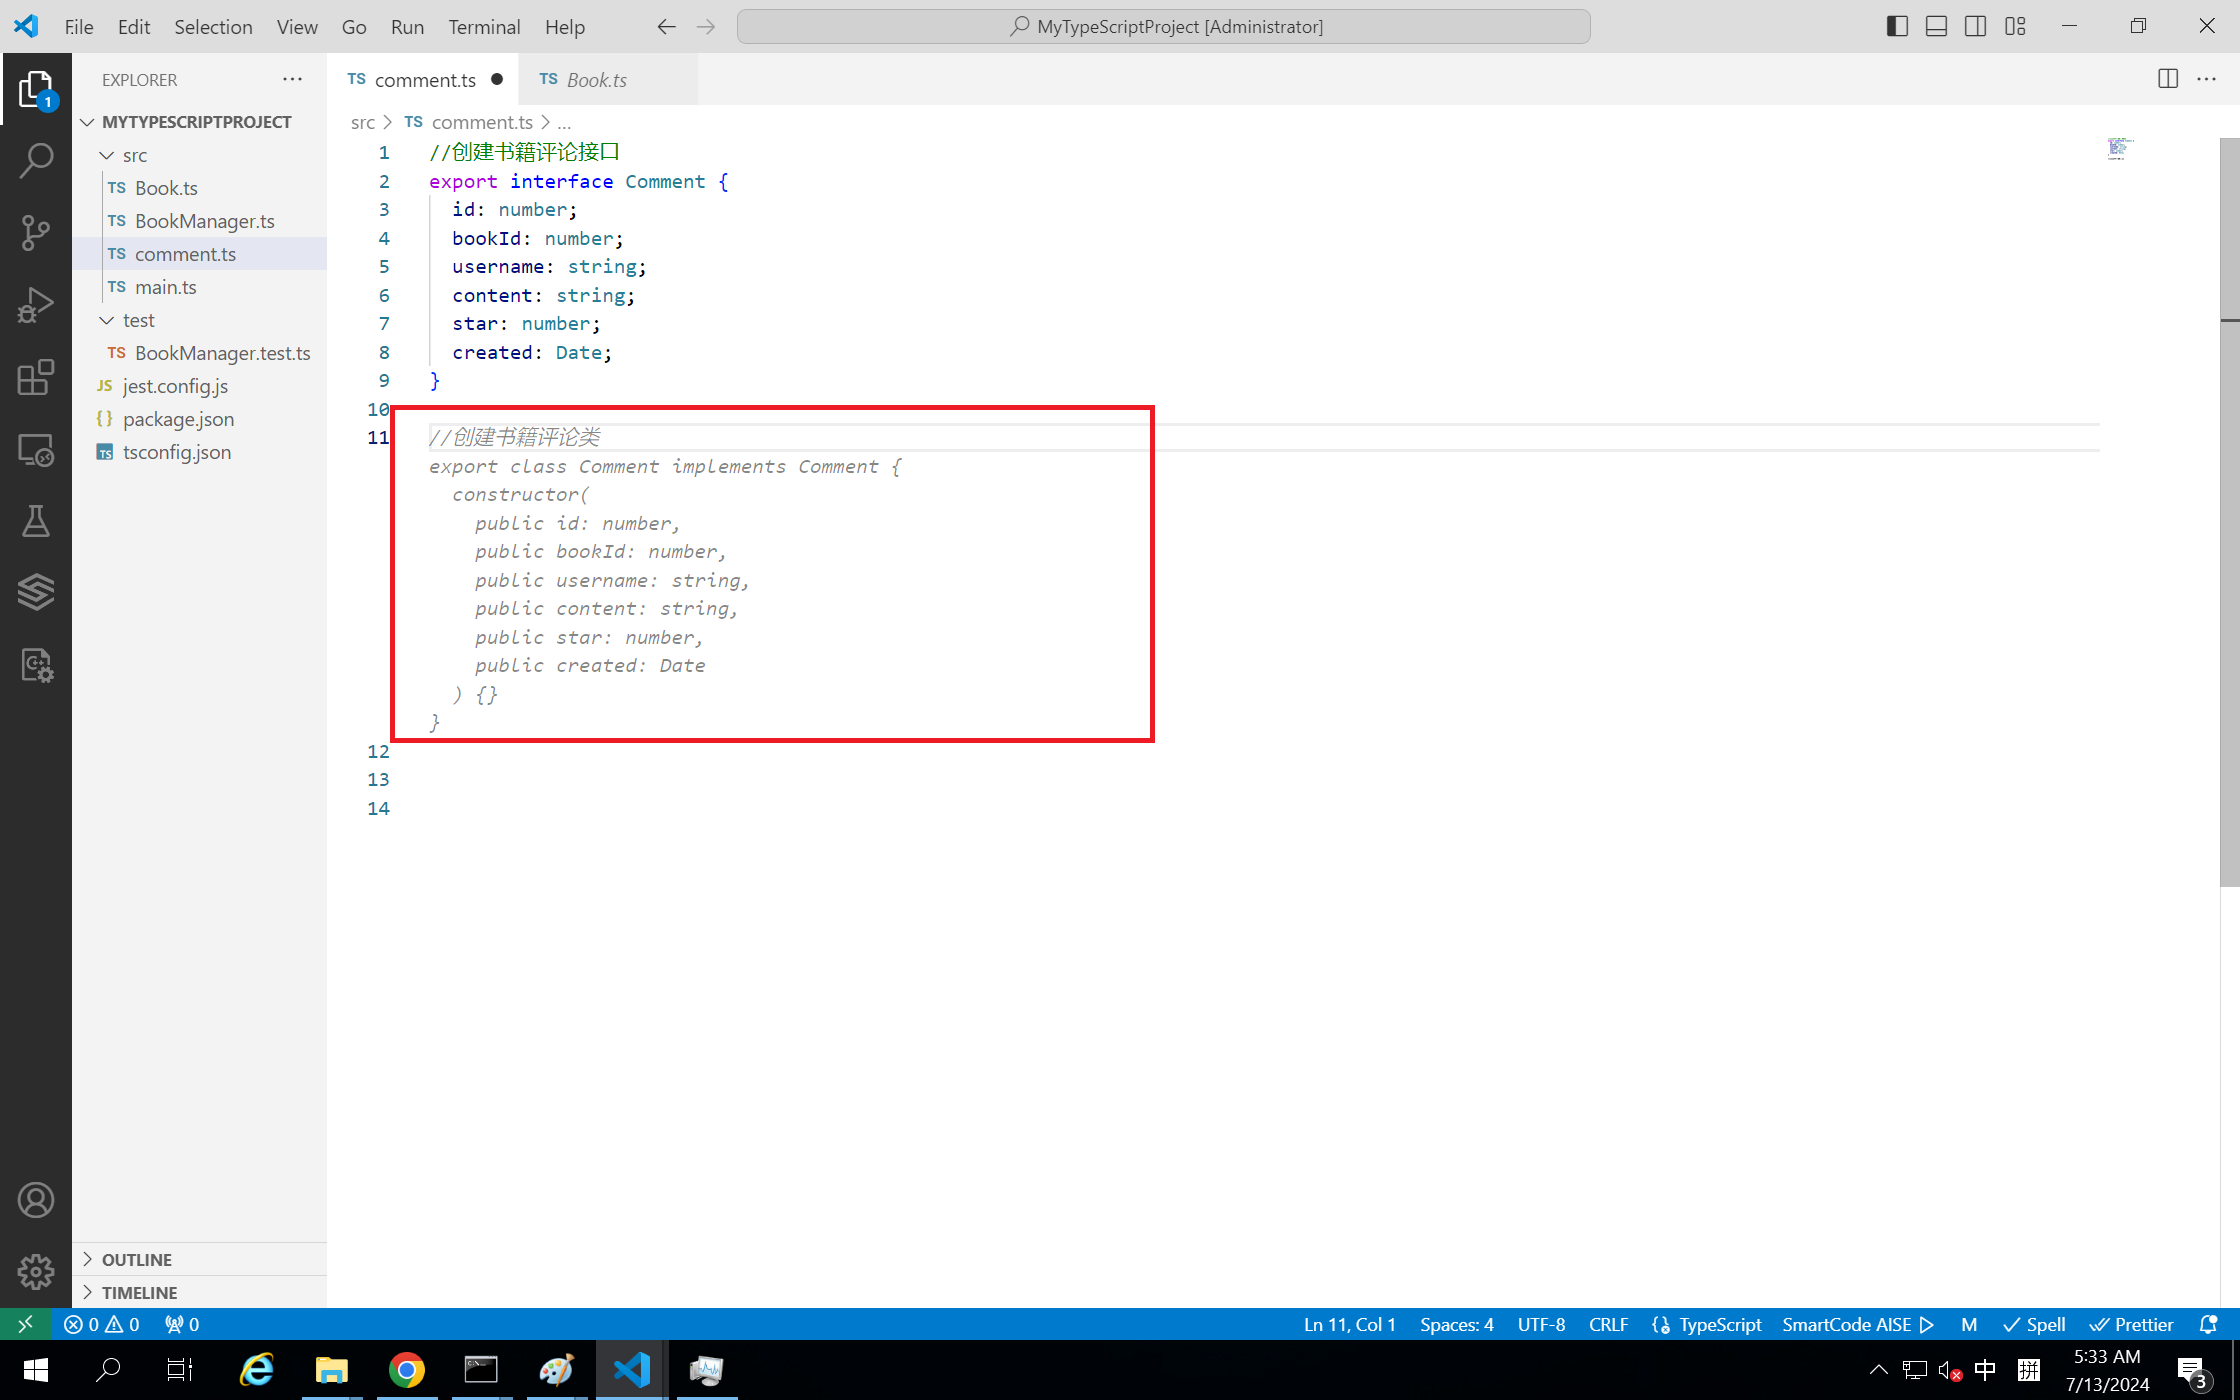 File Edit Selection View Go Run Terminal Help
MyTypeScriptProject [Administrator]
EXPLORER
1
MYTYPESCRIPTPROJECT
src
TS Book.ts
TS BookManager.ts
TS comment.ts
TS main.ts
test
TS BookManager.test.ts
JS jest.config.js
{} package.json
TS tsconfig.json
OUTLINE
TIMELINE
TS comment.ts
TS Book.ts
src > TS comment.ts > ...
1 //创建书籍评论接口
2 export interface Comment {
3 id: number;
4 bookId: number;
5 username: string;
6 content: string;
7 star: number;
8 created: Date;
9 }
10
11 //创建书籍评论类
export class Comment implements Comment {
constructor(
public id: number,
public bookId: number,
public username: string,
public content: string,
public star: number,
public created: Date
) {}
}
12
13
14
0 0 0
Ln 11, Col 1 Spaces: 4 UTF-8 CRLF {} TypeScript SmartCode AISE M Spell Prettier
中 拼
5:33 AM
7/13/2024
3